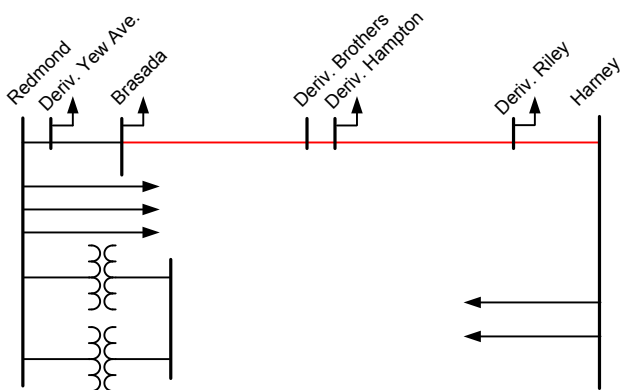 Redmond
Deriv. Yew Ave.
Brasada
Deriv. Brothers
Deriv. Hampton
Deriv. Riley
Harney